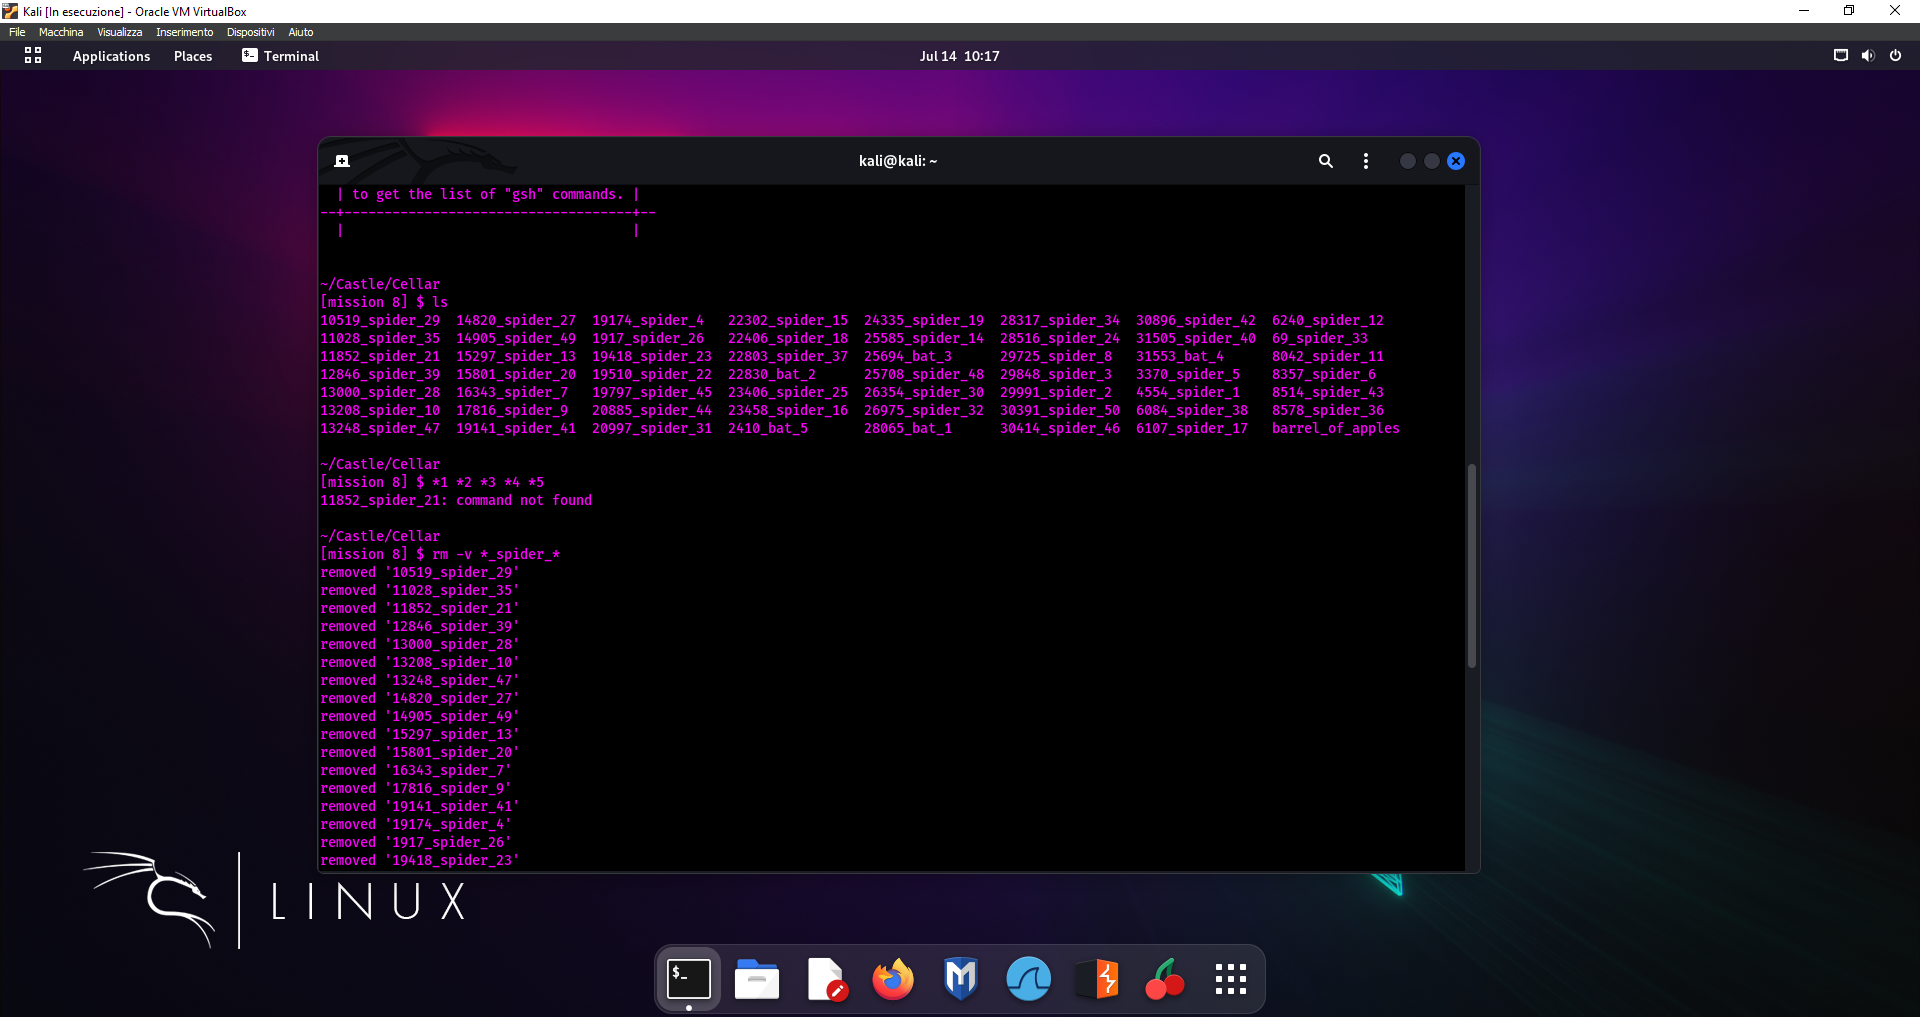 Kali [In esecuzione] - Oracle VM VirtualBox
File Macchina Visualizza Inserimento Dispositivi Aiuto
Applications Places Terminal Jul 14 10:17
kali@kali: ~
| to get the list of "gsh" commands. |
--+------------------------------------+--
| |
~/Castle/Cellar
[mission 8] $ ls
10519_spider_29 14820_spider_27 19174_spider_4 22302_spider_15 24335_spider_19 28317_spider_34 30896_spider_42 6240_spider_12
11028_spider_35 14905_spider_49 1917_spider_26 22406_spider_18 25585_spider_14 28516_spider_24 31505_spider_40 69_spider_33
11852_spider_21 15297_spider_13 19418_spider_23 22803_spider_37 25694_bat_3 29725_spider_8 31553_bat_4 8042_spider_11
12846_spider_39 15801_spider_20 19510_spider_22 22830_bat_2 25708_spider_48 29848_spider_3 3370_spider_5 8357_spider_6
13000_spider_28 16343_spider_7 19797_spider_45 23406_spider_25 26354_spider_30 29991_spider_2 4554_spider_1 8514_spider_43
13208_spider_10 17816_spider_9 20885_spider_44 23458_spider_16 26975_spider_32 30391_spider_50 6084_spider_38 8578_spider_36
13248_spider_47 19141_spider_41 20997_spider_31 2410_bat_5 28065_bat_1 30414_spider_46 6107_spider_17 barrel_of_apples
~/Castle/Cellar
[mission 8] $ *1 *2 *3 *4 *5
11852_spider_21: command not found
~/Castle/Cellar
[mission 8] $ rm -v *_spider_*
removed '10519_spider_29'
removed '11028_spider_35'
removed '11852_spider_21'
removed '12846_spider_39'
removed '13000_spider_28'
removed '13208_spider_10'
removed '13248_spider_47'
removed '14820_spider_27'
removed '14905_spider_49'
removed '15297_spider_13'
removed '15801_spider_20'
removed '16343_spider_7'
removed '17816_spider_9'
removed '19141_spider_41'
removed '19174_spider_4'
removed '1917_spider_26'
removed '19418_spider_23'
LINUX
$_